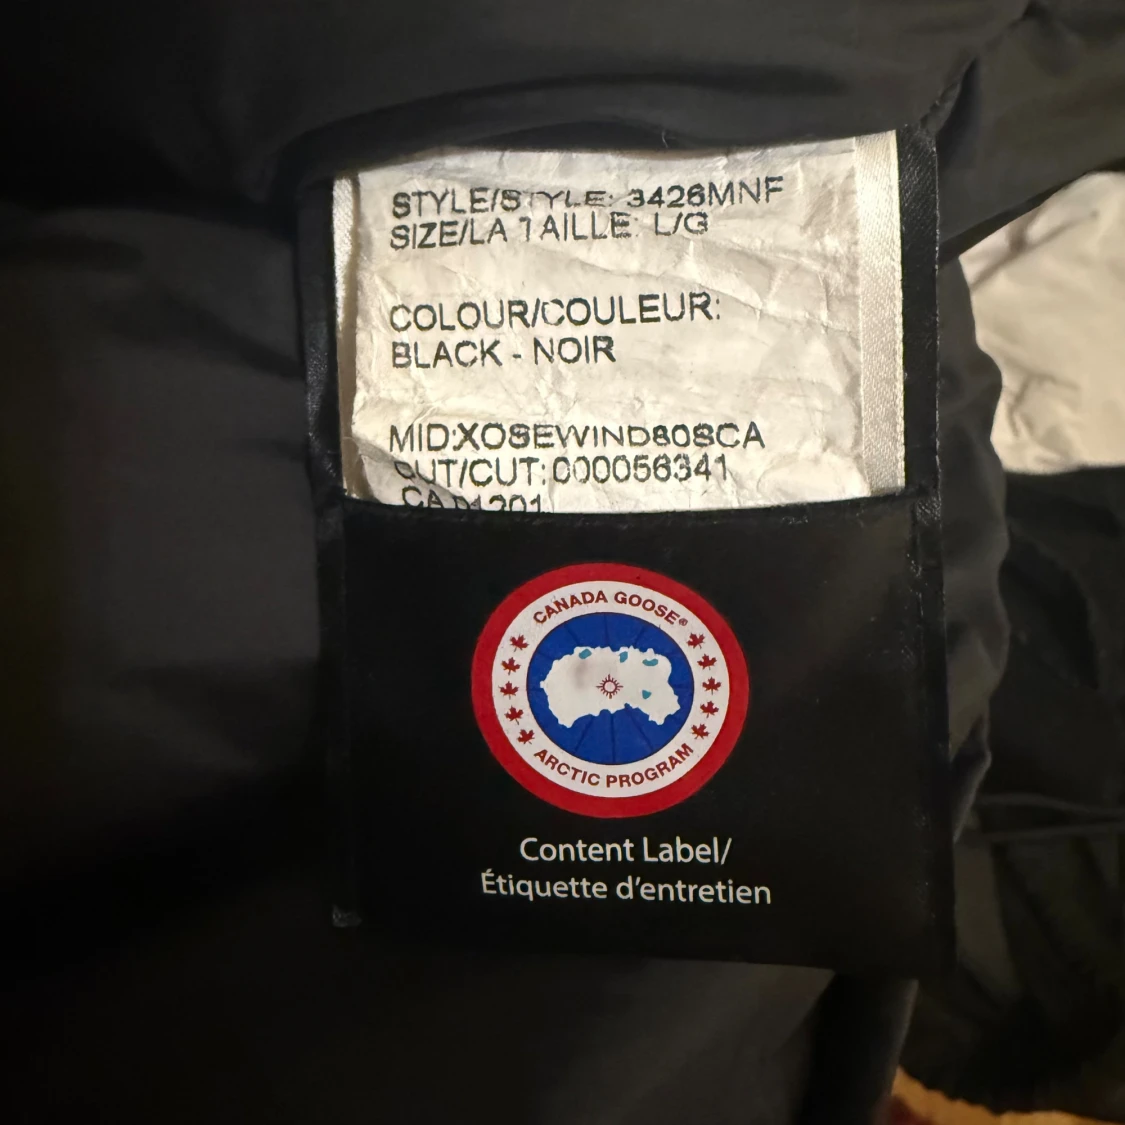 STYLE/STYLE: 3426MNF
SIZE/LA TAILLE: L/G
COLOUR/COULEUR:
BLACK - NOIR
MID:XOSEWIND808CA
CUT/CUT: 000056341
CANADA GOOSE®
ARCTIC PROGRAM
Content Label/
Étiquette d'entretien